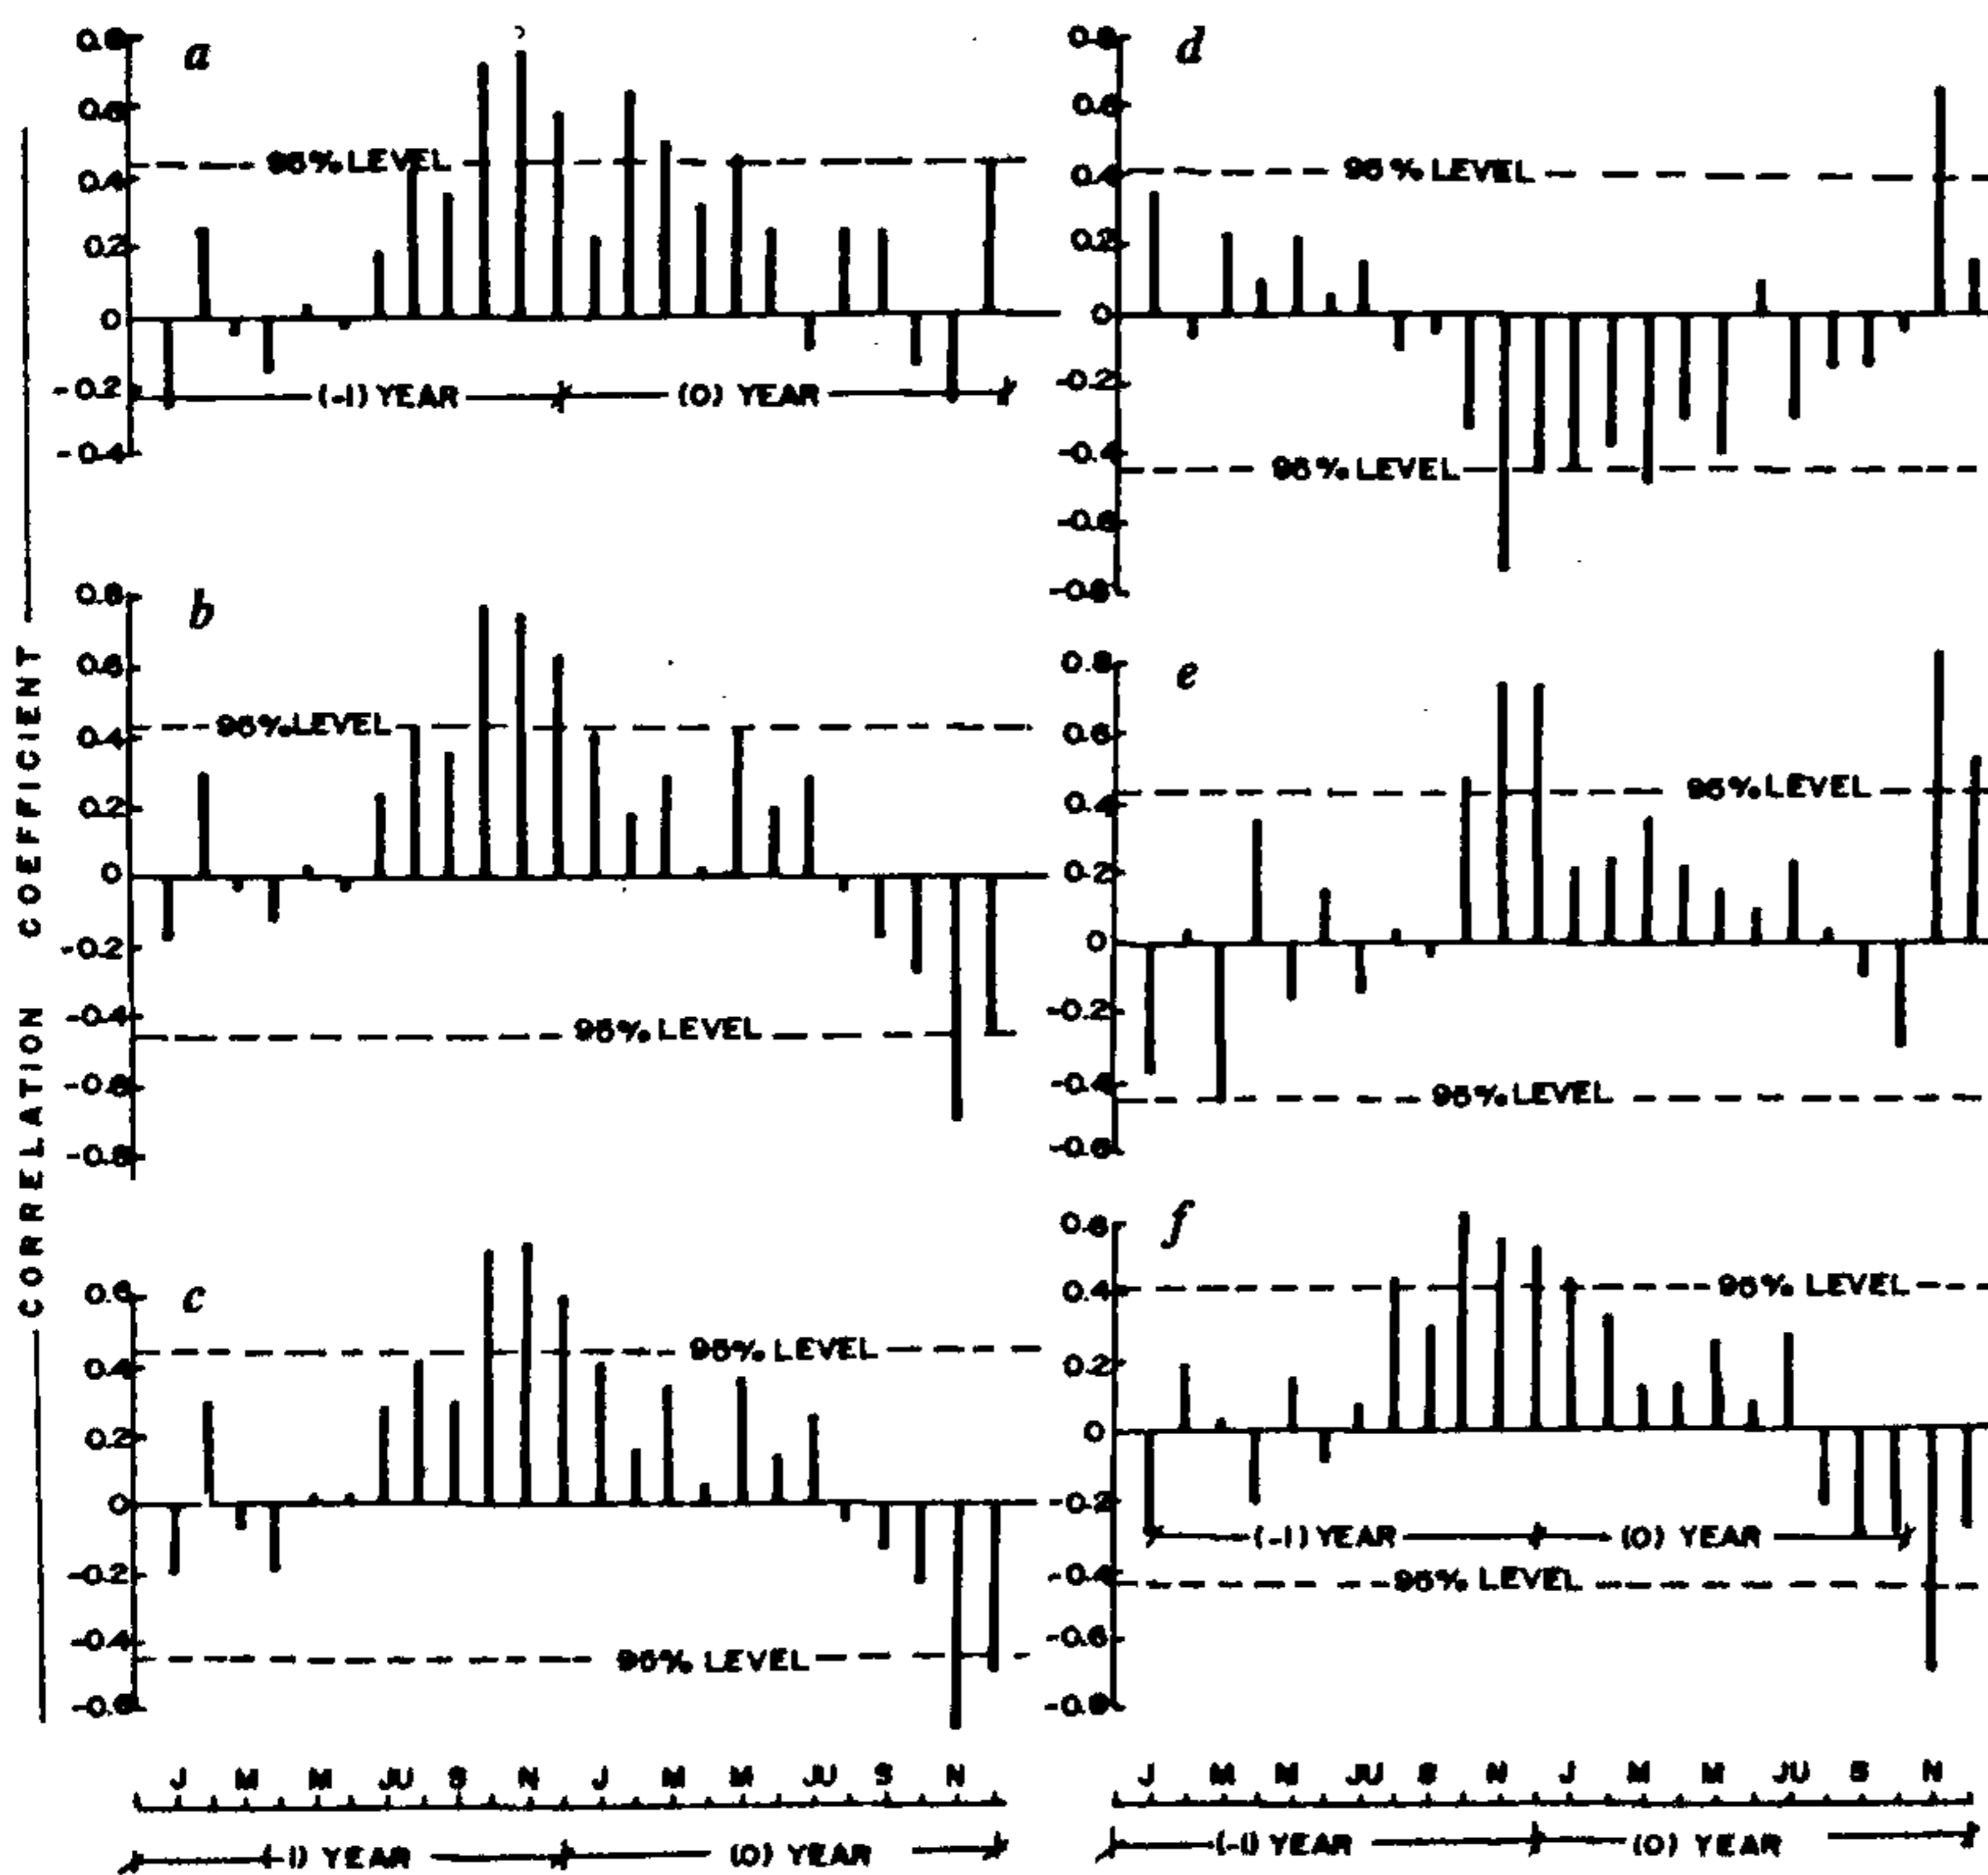 CORRELATION COEFFICIENT
a
0.8
0.6
0.4
0.2
0
-0.2
-0.4
95% LEVEL
(-1) YEAR
(0) YEAR
b
0.8
0.6
0.4
0.2
0
-0.2
-0.4
-0.6
-0.8
95% LEVEL
95% LEVEL
c
0.6
0.4
0.2
0
-0.2
-0.4
-0.6
95% LEVEL
95% LEVEL
J M M JU S N J M M JU S N
(-1) YEAR (0) YEAR
d
0.8
0.6
0.4
0.2
0
-0.2
-0.4
-0.6
-0.8
95% LEVEL
95% LEVEL
e
0.8
0.6
0.4
0.2
0
-0.2
-0.4
-0.6
95% LEVEL
95% LEVEL
f
0.6
0.4
0.2
0
-0.2
-0.4
-0.6
-0.8
95% LEVEL
(-1) YEAR (0) YEAR
95% LEVEL
J M M JU S N J M M JU S N
(-1) YEAR (0) YEAR